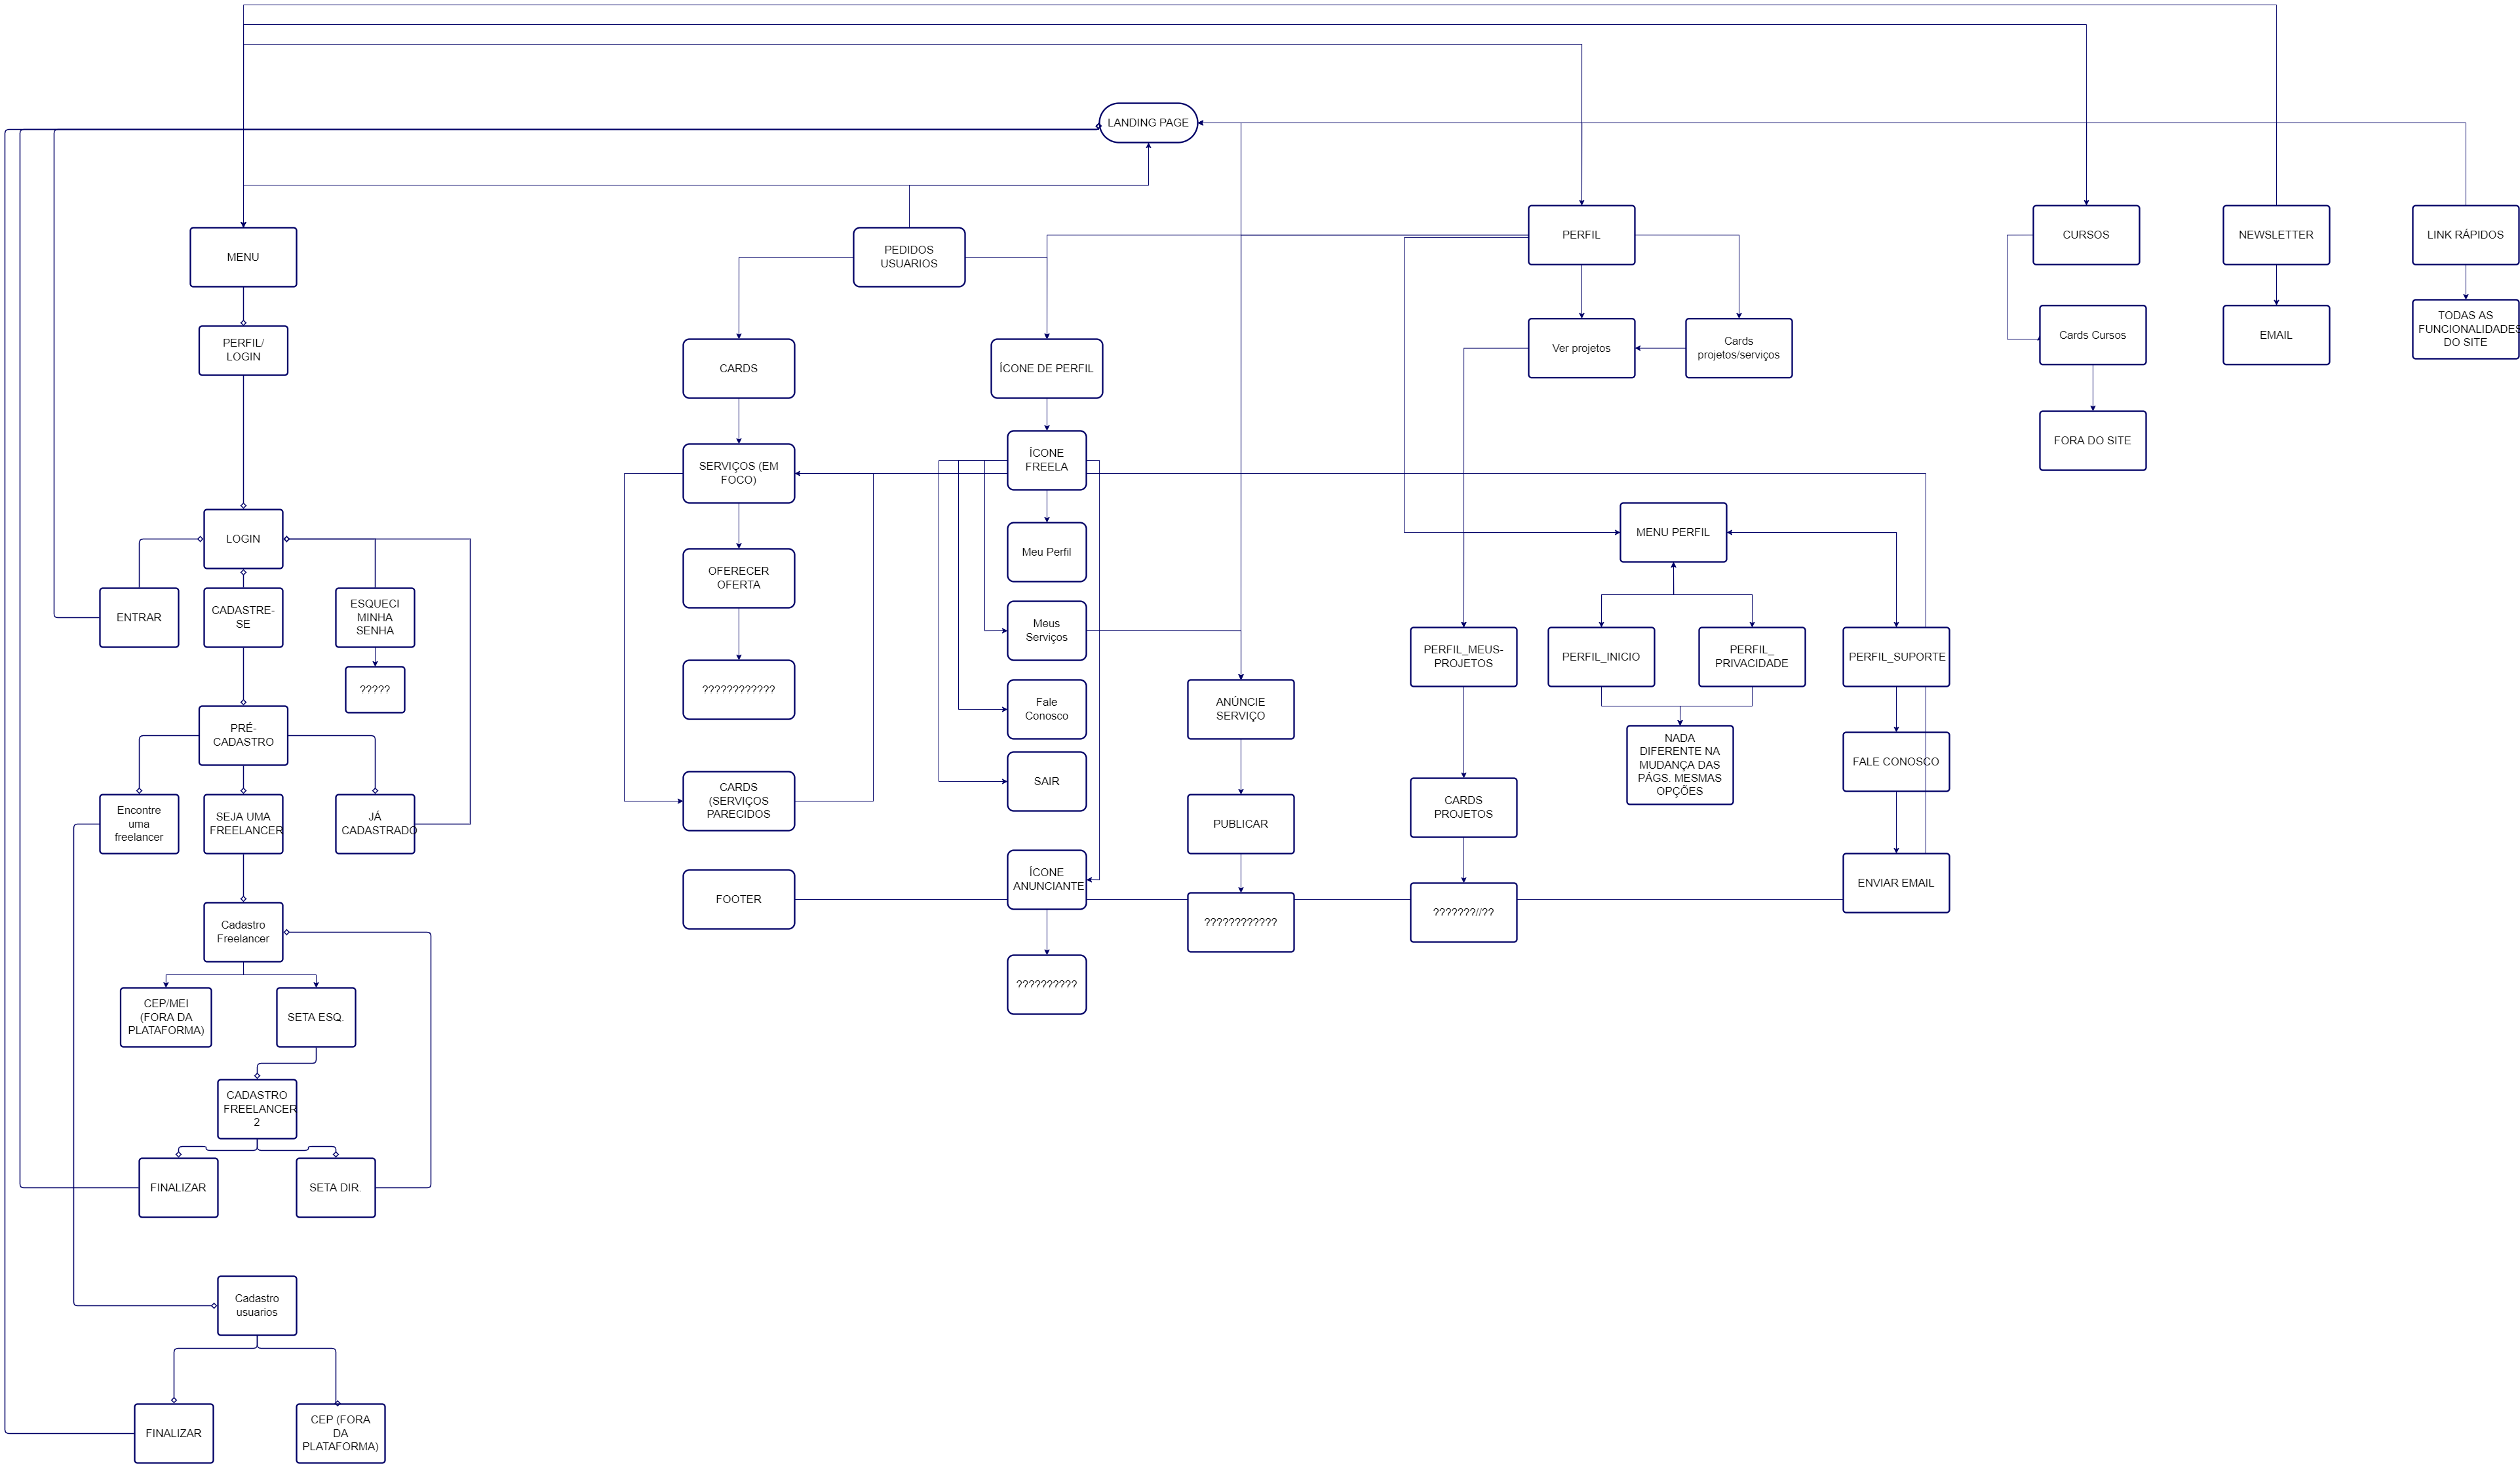 LANDING PAGE
MENU
PEDIDOS
USUARIOS
PERFIL
CURSOS
NEWSLETTER
LINK RÁPIDOS
PERFIL/
LOGIN
CARDS
ÍCONE DE PERFIL
Ver projetos
Cards
projetos/serviços
Cards Cursos
EMAIL
TODAS AS
FUNCIONALIDADES
DO SITE
FORA DO SITE
SERVIÇOS (EM
FOCO)
ÍCONE
FREELA
LOGIN
OFERECER
OFERTA
Meu Perfil
MENU PERFIL
ENTRAR
CADASTRE-
SE
ESQUECI
MINHA
SENHA
?????
????????????
Meus
Serviços
PERFIL_MEUS-
PROJETOS
PERFIL_INICIO
PERFIL_
PRIVACIDADE
PERFIL_SUPORTE
PRÉ-
CADASTRO
Fale
Conosco
ANÚNCIE
SERVIÇO
NADA
DIFERENTE NA
MUDANÇA DAS
PÁGS. MESMAS
OPÇÕES
FALE CONOSCO
SAIR
Encontre
uma
freelancer
SEJA UMA
FREELANCER
JÁ
CADASTRADO
CARDS
(SERVIÇOS
PARECIDOS
PUBLICAR
CARDS
PROJETOS
FOOTER
ÍCONE
ANUNCIANTE
????????????
???????//??
ENVIAR EMAIL
Cadastro
Freelancer
??????????
CEP/MEI
(FORA DA
PLATAFORMA)
SETA ESQ.
CADASTRO
FREELANCER
2
FINALIZAR
SETA DIR.
Cadastro
usuarios
FINALIZAR
CEP (FORA
DA
PLATAFORMA)